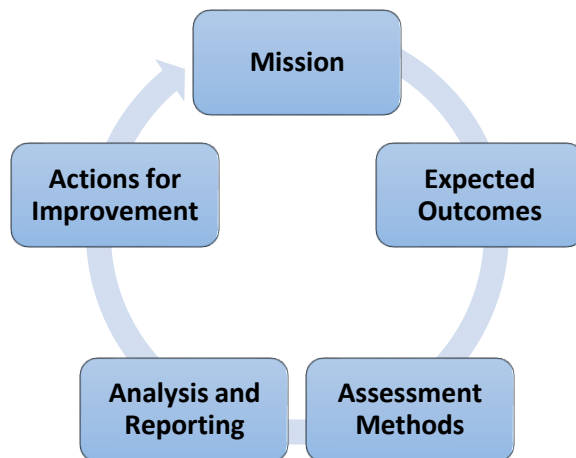 Mission
Expected
Outcomes
Assessment
Methods
Analysis and
Reporting
Actions for
Improvement